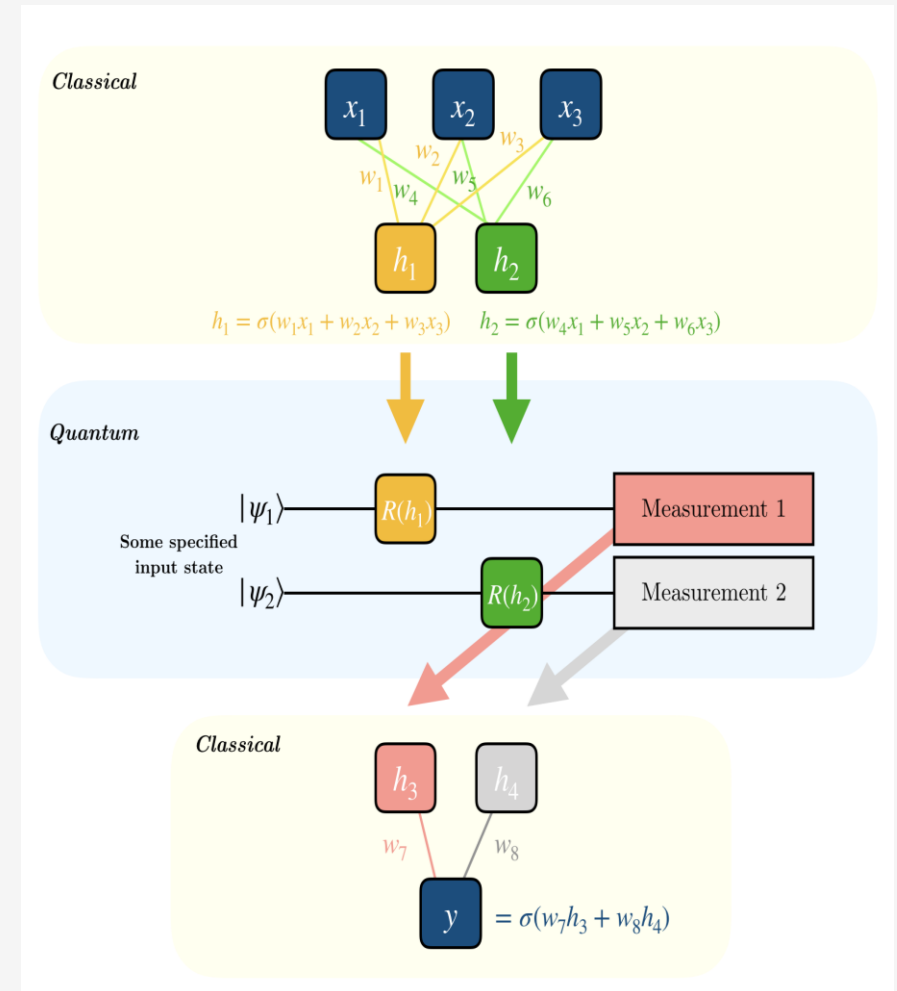 Classical
x₁ x₂ x₃
w₁ w₄ w₂ w₅ w₃ w₆
h₁ h₂
h₁ = σ(w₁x₁ + w₂x₂ + w₃x₃) h₂ = σ(w₄x₁ + w₅x₂ + w₆x₃)
Quantum
|ψ₁⟩ R(h₁) Measurement 1
Some specified
input state
|ψ₂⟩ R(h₂) Measurement 2
Classical
h₃ h₄
w₇ w₈
y = σ(w₇h₃ + w₈h₄)